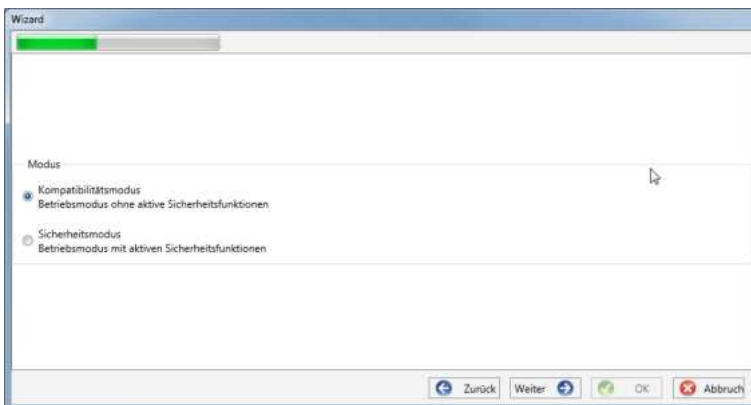 Wizard
Modus
Kompatibilitätsmodus
Betriebsmodus ohne aktive Sicherheitsfunktionen
Sicherheitsmodus
Betriebsmodus mit aktiven Sicherheitsfunktionen
Zurück Weiter OK Abbruch